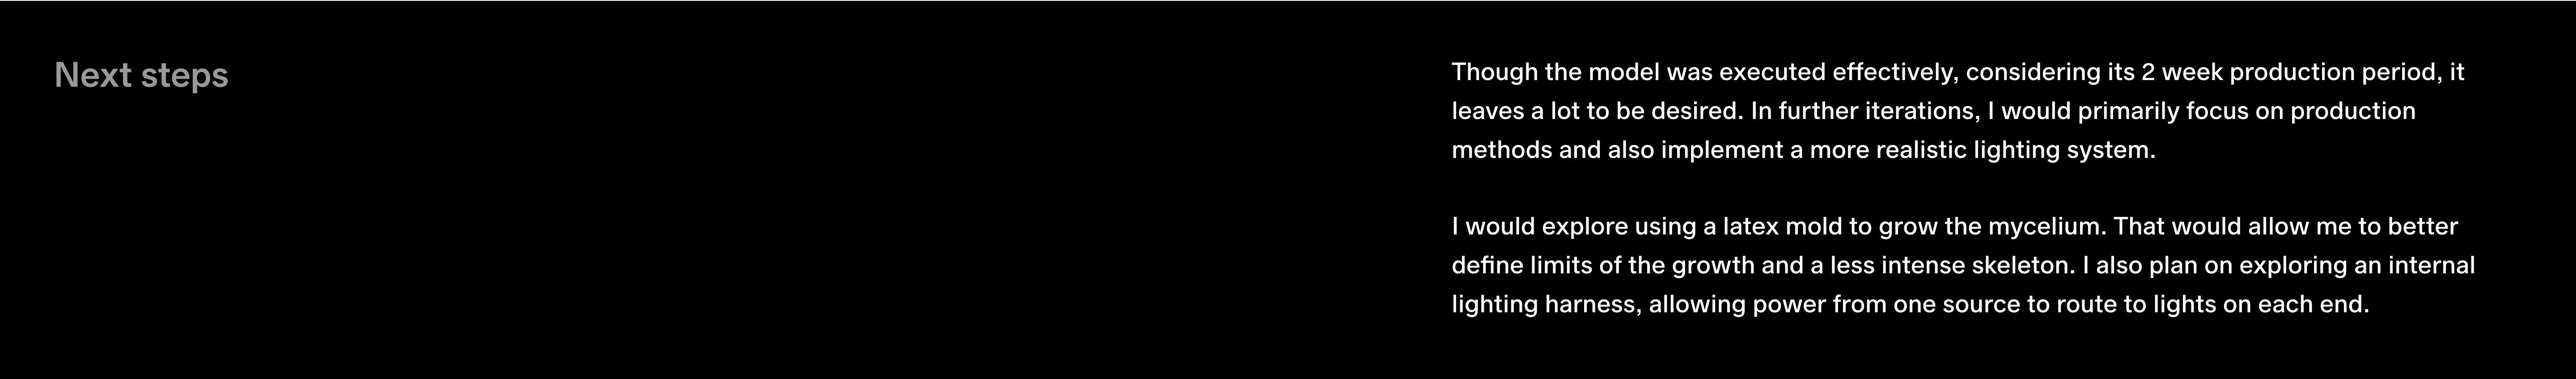 Next steps
Though the model was executed effectively, considering its 2 week production period, it
leaves a lot to be desired. In further iterations, I would primarily focus on production
methods and also implement a more realistic lighting system.
I would explore using a latex mold to grow the mycelium. That would allow me to better
define limits of the growth and a less intense skeleton. I also plan on exploring an internal
lighting harness, allowing power from one source to route to lights on each end.